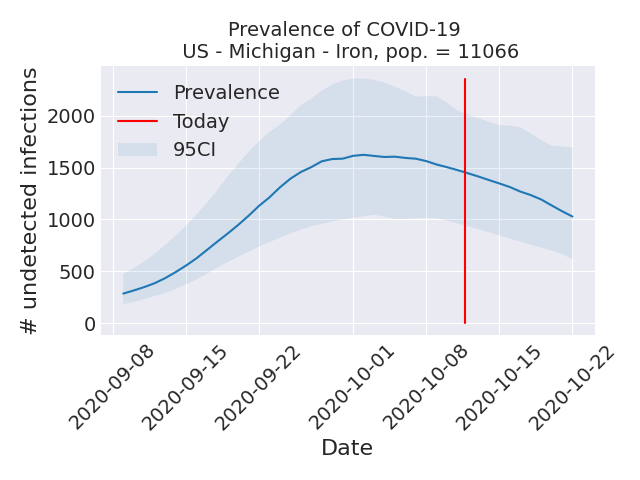 Prevalence of COVID-19
US - Michigan - Iron, pop. = 11066
# undetected infections
2000
1500
1000
500
0
Prevalence
Today
95CI
2020-09-08
2020-09-15
2020-09-22
2020-10-01
2020-10-08
2020-10-15
2020-10-22
Date